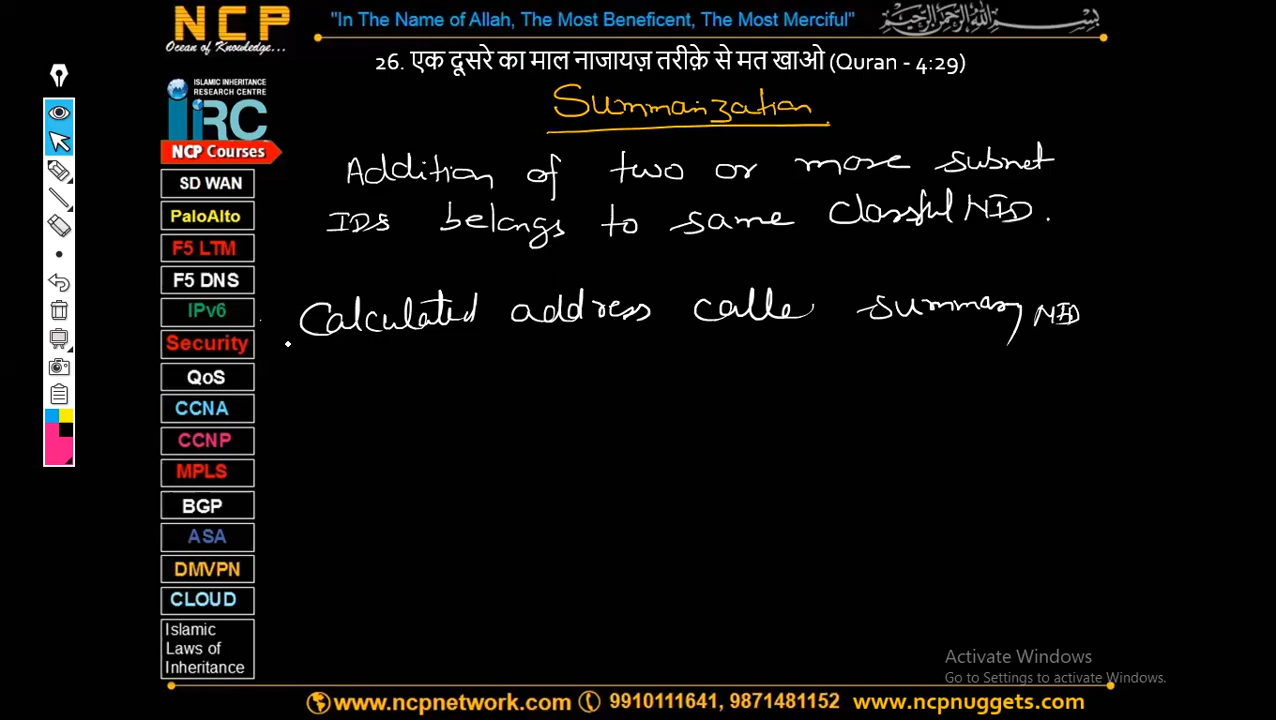 NCP
Ocean of Knowledge...
"In The Name of Allah, The Most Beneficent, The Most Merciful"
26. एक दूसरे का माल नाजायज़ तरीक़े से मत खाओ (Quran - 4:29)
ISLAMIC INHERITANCE
RESEARCH CENTRE
IRC
NCP Courses
SD WAN
PaloAlto
F5 LTM
F5 DNS
IPv6
Security
QoS
CCNA
CCNP
MPLS
BGP
ASA
DMVPN
CLOUD
Islamic
Laws of
Inheritance
Summarization
Addition of two or more subnet
IDS belongs to same Classful NID.
Calculated address calle summary NID
Activate Windows
Go to Settings to activate Windows.
www.ncpnetwork.com 9910111641, 9871481152 www.ncpnuggets.com